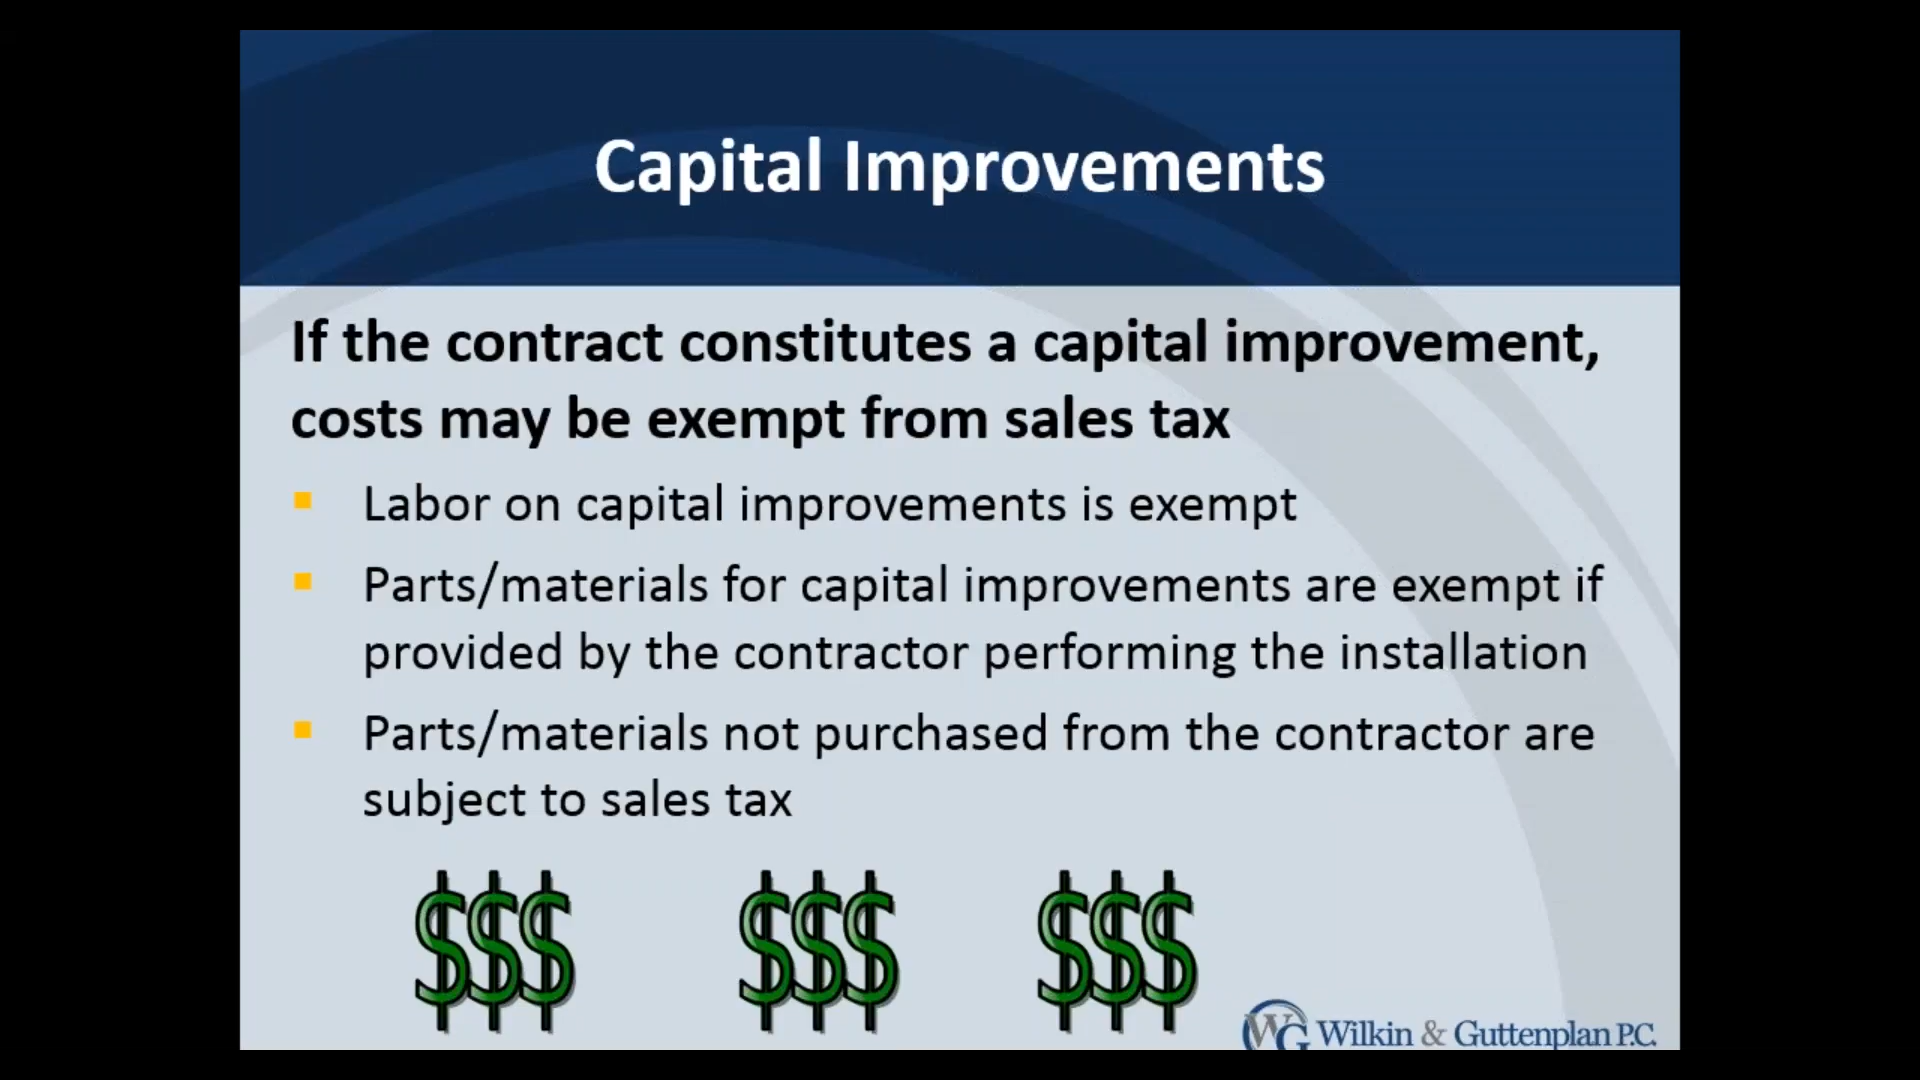 Capital Improvements
If the contract constitutes a capital improvement,
costs may be exempt from sales tax
Labor on capital improvements is exempt
Parts/materials for capital improvements are exempt if
provided by the contractor performing the installation
Parts/materials not purchased from the contractor are
subject to sales tax
$$$ $$$ $$$
WG Wilkin & Guttenplan P.C.